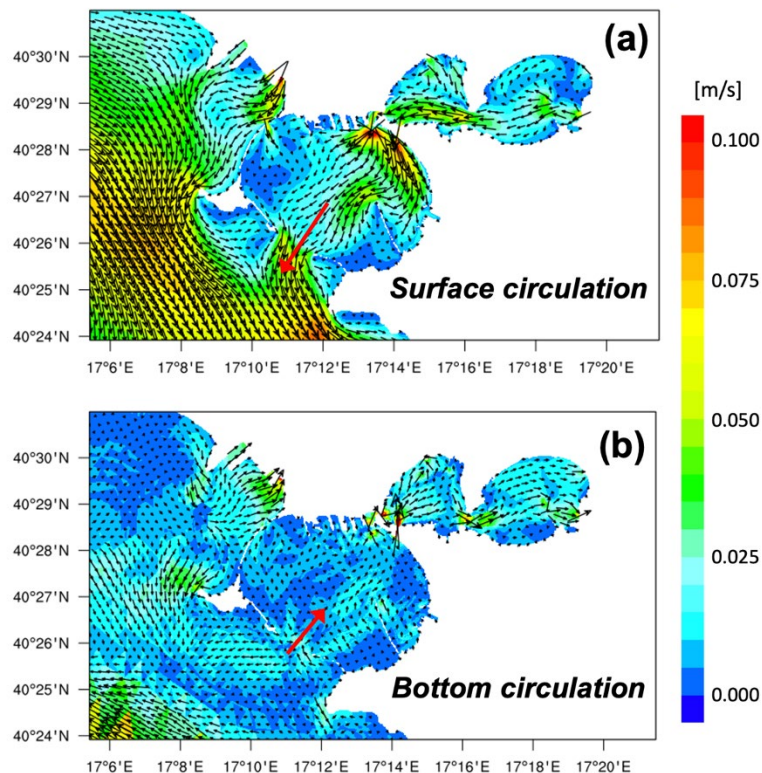 (a)
40°30'N
40°29'N
40°28'N
40°27'N
40°26'N
40°25'N
40°24'N
Surface circulation
17°6'E 17°8'E 17°10'E 17°12'E 17°14'E 17°16'E 17°18'E 17°20'E
[m/s]
0.100
0.075
0.050
0.025
0.000
(b)
40°30'N
40°29'N
40°28'N
40°27'N
40°26'N
40°25'N
40°24'N
Bottom circulation
17°6'E 17°8'E 17°10'E 17°12'E 17°14'E 17°16'E 17°18'E 17°20'E